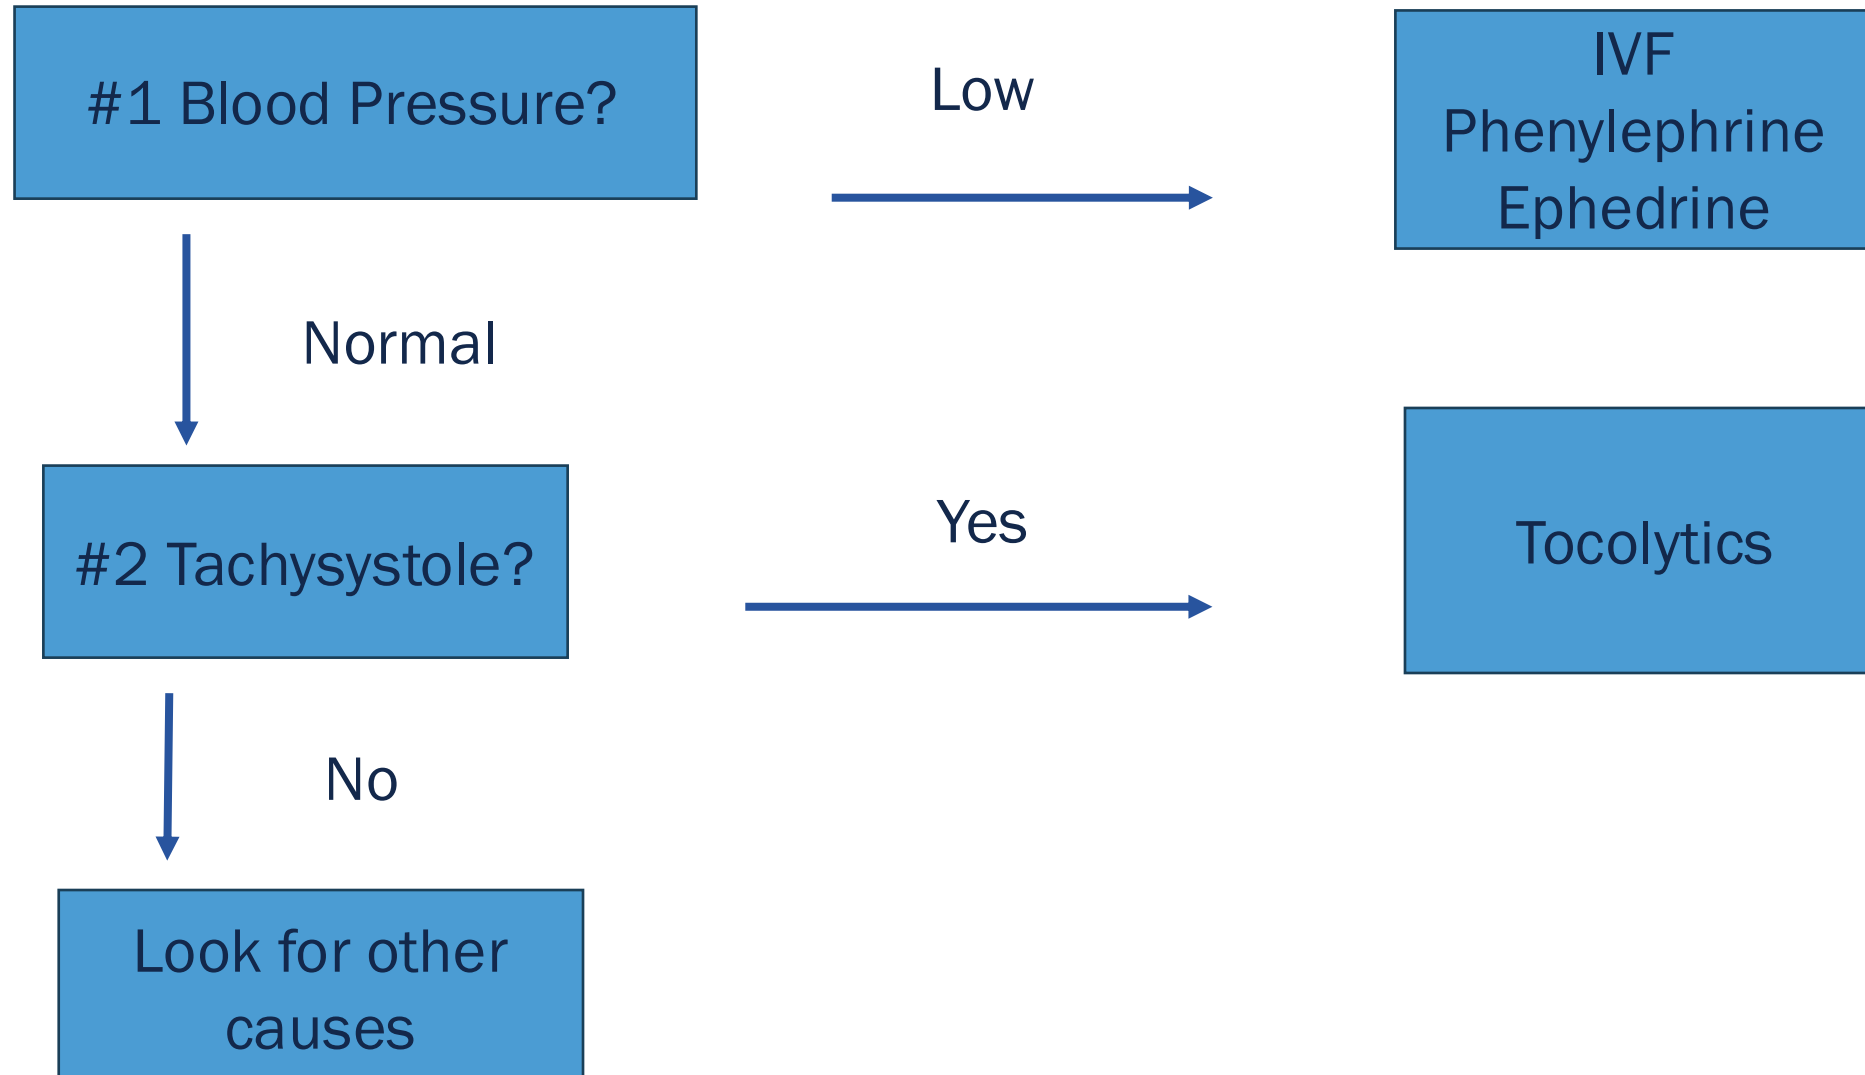 #1 Blood Pressure?
Low
IVF
Phenylephrine
Ephedrine
Normal
#2 Tachysystole?
Yes
Tocolytics
No
Look for other
causes